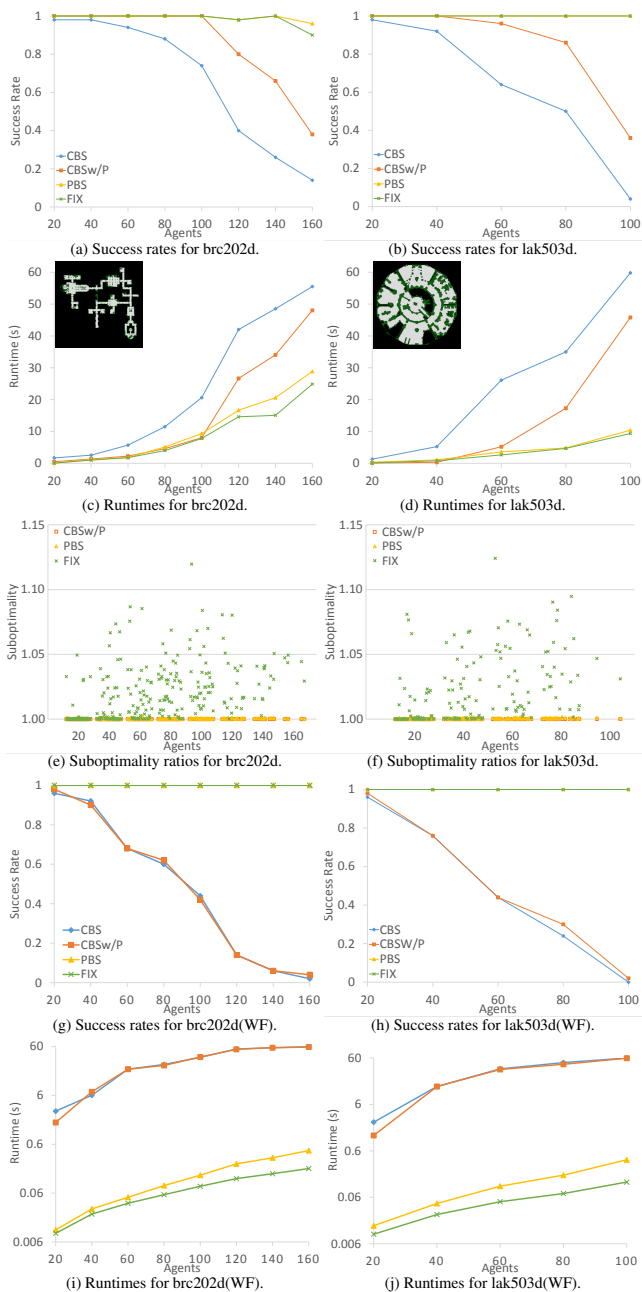 1
0.8
0.6
0.4
0.2
0
Success Rate
CBS
CBSw/P
PBS
FIX
20 40 60 80 100 120 140 160
Agents
(a) Success rates for brc202d.
1
0.8
0.6
0.4
0.2
0
Success Rate
CBS
CBSw/P
PBS
FIX
20 40 60 80 100
Agents
(b) Success rates for lak503d.
60
50
40
30
20
10
0
Runtime (s)
20 40 60 80 100 120 140 160
Agents
(c) Runtimes for brc202d.
60
50
40
30
20
10
0
Runtime (s)
20 40 60 80 100
Agents
(d) Runtimes for lak503d.
1.15
1.10
1.05
1.00
Suboptimality
CBSw/P
PBS
FIX
20 40 60 80 100 120 140 160
Agents
(e) Suboptimality ratios for brc202d.
1.15
1.10
1.05
1.00
Suboptimality
CBSw/P
PBS
FIX
20 40 60 80 100
Agents
(f) Suboptimality ratios for lak503d.
1
0.8
0.6
0.4
0.2
0
Success Rate
CBS
CBSw/P
PBS
FIX
20 40 60 80 100 120 140 160
Agents
(g) Success rates for brc202d(WF).
1
0.8
0.6
0.4
0.2
0
Success Rate
CBS
CBSW/P
PBS
FIX
20 40 60 80 100
Agents
(h) Success rates for lak503d(WF).
60
6
0.6
0.06
0.006
Runtime (s)
20 40 60 80 100 120 140 160
Agents
(i) Runtimes for brc202d(WF).
60
6
0.6
0.06
0.006
Runtime (s)
20 40 60 80 100
Agents
(j) Runtimes for lak503d(WF).